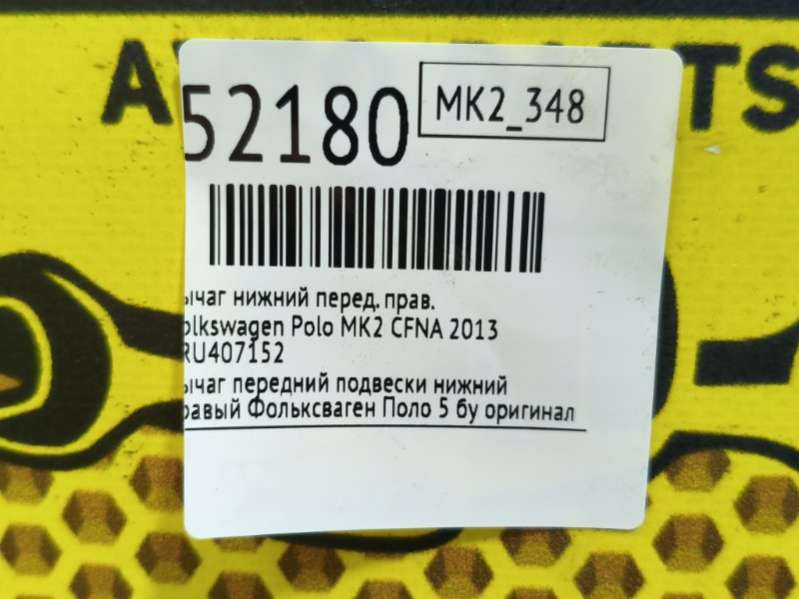 52180
MK2_348
ычаг нижний перед. прав.
olkswagen Polo MK2 CFNA 2013
RU407152
ычаг передний подвески нижний
равый Фольксваген Поло 5 бу оригинал